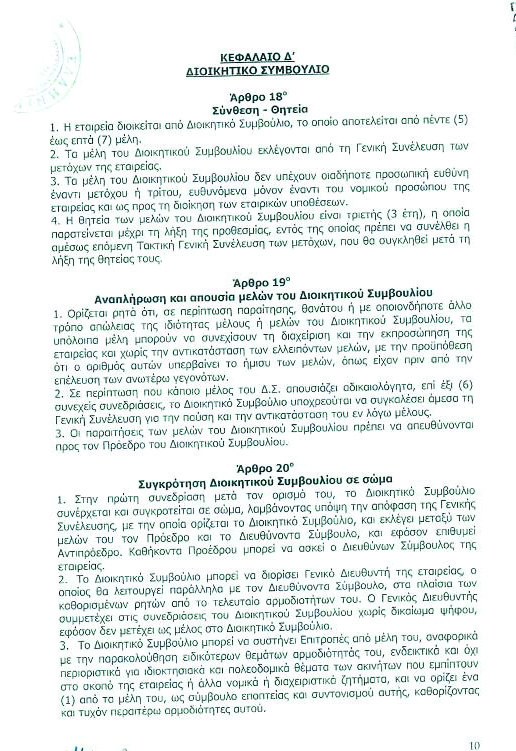 ΚΕΦΑΛΑΙΟ Δ’
ΔΙΟΙΚΗΤΙΚΟ ΣΥΜΒΟΥΛΙΟ
Άρθρο 18°
Σύνθεση - Θητεία
1. Η εταιρεία διοικείται από Διοικητικό Συμβούλιο, το οποίο αποτελείται από πέντε (5)
έως επτά (7) μέλη.
2. Τα μέλη του Διοικητικού Συμβουλίου εκλέγονται από τη Γενική Συνέλευση των
μετόχων της εταιρείας.
3. Τα μέλη του Διοικητικού Συμβουλίου δεν υπέχουν οιαδήποτε προσωπική ευθύνη
έναντι μετόχου ή τρίτου, ευθυνόμενα μόνον έναντι του νομικού προσώπου της
εταιρείας και ως προς τη διοίκηση των εταιρικών υποθέσεων.
4. Η θητεία των μελών του Διοικητικού Συμβουλίου είναι τριετής (3 έτη), η οποία
παρατείνεται μέχρι τη λήξη της προθεσμίας, εντός της οποίας πρέπει να συνέλθει η
αμέσως επόμενη Τακτική Γενική Συνέλευση των μετόχων, που θα συγκληθεί μετά τη
λήξη της θητείας τους.
Άρθρο 19°
Αναπλήρωση και απουσία μελών του Διοικητικού Συμβουλίου
1. Ορίζεται ρητά ότι, σε περίπτωση παραίτησης, θανάτου ή με οποιονδήποτε άλλο
τρόπο απώλειας της ιδιότητας μέλους ή μελών του Διοικητικού Συμβουλίου, τα
υπόλοιπα μέλη μπορούν να συνεχίσουν τη διαχείριση και την εκπροσώπηση της
εταιρείας και χωρίς την αντικατάσταση των ελλειπόντων μελών, με την προϋπόθεση
ότι ο αριθμός αυτών υπερβαίνει το ήμισυ των μελών, όπως είχαν πριν από την
επέλευση των ανωτέρω γεγονότων.
2. Σε περίπτωση που κάποιο μέλος του Δ.Σ. απουσιάζει αδικαιολόγητα, επί έξι (6)
συνεχείς συνεδριάσεις, το Διοικητικό Συμβούλιο υποχρεούται να συγκαλέσει άμεσα τη
Γενική Συνέλευση για την παύση και την αντικατάσταση του εν λόγω μέλους.
3. Οι παραιτήσεις των μελών του Διοικητικού Συμβουλίου πρέπει να απευθύνονται
προς τον Πρόεδρο του Διοικητικού Συμβουλίου.
Άρθρο 20°
Συγκρότηση Διοικητικού Συμβουλίου σε σώμα
1. Στην πρώτη συνεδρίαση μετά τον ορισμό του, το Διοικητικό Συμβούλιο
συνέρχεται και συγκροτείται σε σώμα, λαμβάνοντας υπόψη την απόφαση της Γενικής
Συνέλευσης, με την οποία ορίζεται το Διοικητικό Συμβούλιο, και εκλέγει μεταξύ των
μελών του τον Πρόεδρο και το Διευθύνοντα Σύμβουλο, και εφόσον επιθυμεί
Αντιπρόεδρο. Καθήκοντα Προέδρου μπορεί να ασκεί ο Διευθύνων Σύμβουλος της
εταιρείας.
2. Το Διοικητικό Συμβούλιο μπορεί να διορίσει Γενικό Διευθυντή της εταιρείας, ο
οποίος θα λειτουργεί παράλληλα με τον Διευθύνοντα Σύμβουλο, στα πλαίσια των
καθορισμένων ρητών από το τελευταίο αρμοδιοτήτων του. Ο Γενικός Διευθυντής
συμμετέχει στις συνεδριάσεις του Διοικητικού Συμβουλίου χωρίς δικαίωμα ψήφου,
εφόσον δεν μετέχει ως μέλος στο Διοικητικό Συμβούλιο.
3. Το Διοικητικό Συμβούλιο μπορεί να συστήνει Επιτροπές από μέλη του, αναφορικά
με την παρακολούθηση ειδικότερων θεμάτων αρμοδιότητάς του, ενδεικτικά και όχι
περιοριστικά για ιδιοκτησιακά και πολεοδομικά θέματα των ακινήτων που εμπίπτουν
στο σκοπό της εταιρείας ή άλλα νομικά ή διαχειριστικά ζητήματα, και να ορίζει ένα
(1) από τα μέλη του, ως σύμβουλο εποπτείας και συντονισμού αυτής, καθορίζοντας
και τυχόν περαιτέρω αρμοδιότητες αυτού.
10